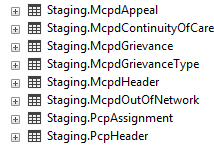 Staging.McpdAppeal
Staging.McpdContinuityOfCare
Staging.McpdGrievance
Staging.McpdGrievanceType
Staging.McpdHeader
Staging.McpdOutOfNetwork
Staging.PcpAssignment
Staging.PcpHeader